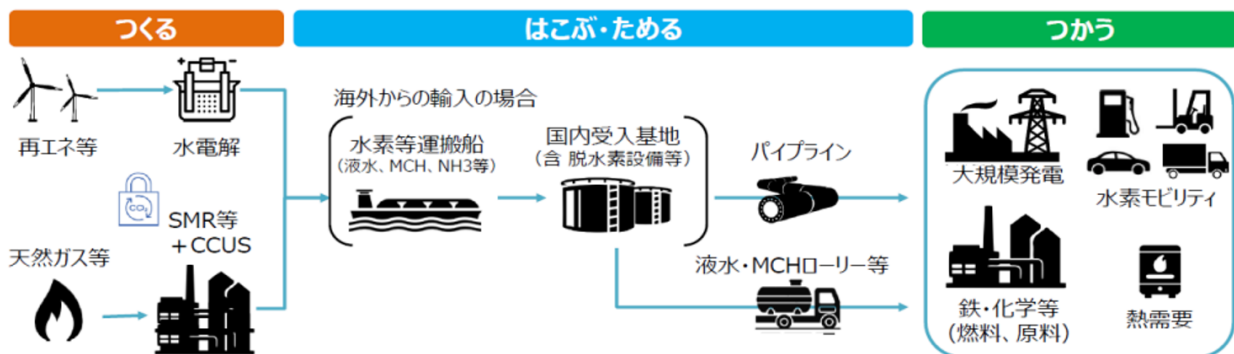 つくる
はこぶ・ためる
つかう
再エネ等
水電解
CO₂
天然ガス等
SMR等
+CCUS
海外からの輸入の場合
水素等運搬船
(液水、MCH、NH3等)
国内受入基地
(含 脱水素設備等)
パイプライン
液水・MCHローリー等
大規模発電
水素モビリティ
鉄・化学等
(燃料、原料)
熱需要